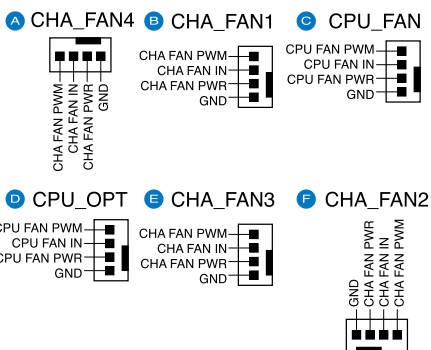 A CHA_FAN4
CHA FAN PWM
CHA FAN IN
CHA FAN PWR
GND
B CHA_FAN1
CHA FAN PWM
CHA FAN IN
CHA FAN PWR
GND
C CPU_FAN
CPU FAN PWM
CPU FAN IN
CPU FAN PWR
GND
D CPU_OPT
CPU FAN PWM
CPU FAN IN
CPU FAN PWR
GND
E CHA_FAN3
CHA FAN PWM
CHA FAN IN
CHA FAN PWR
GND
F CHA_FAN2
GND
CHA FAN PWR
CHA FAN IN
CHA FAN PWM